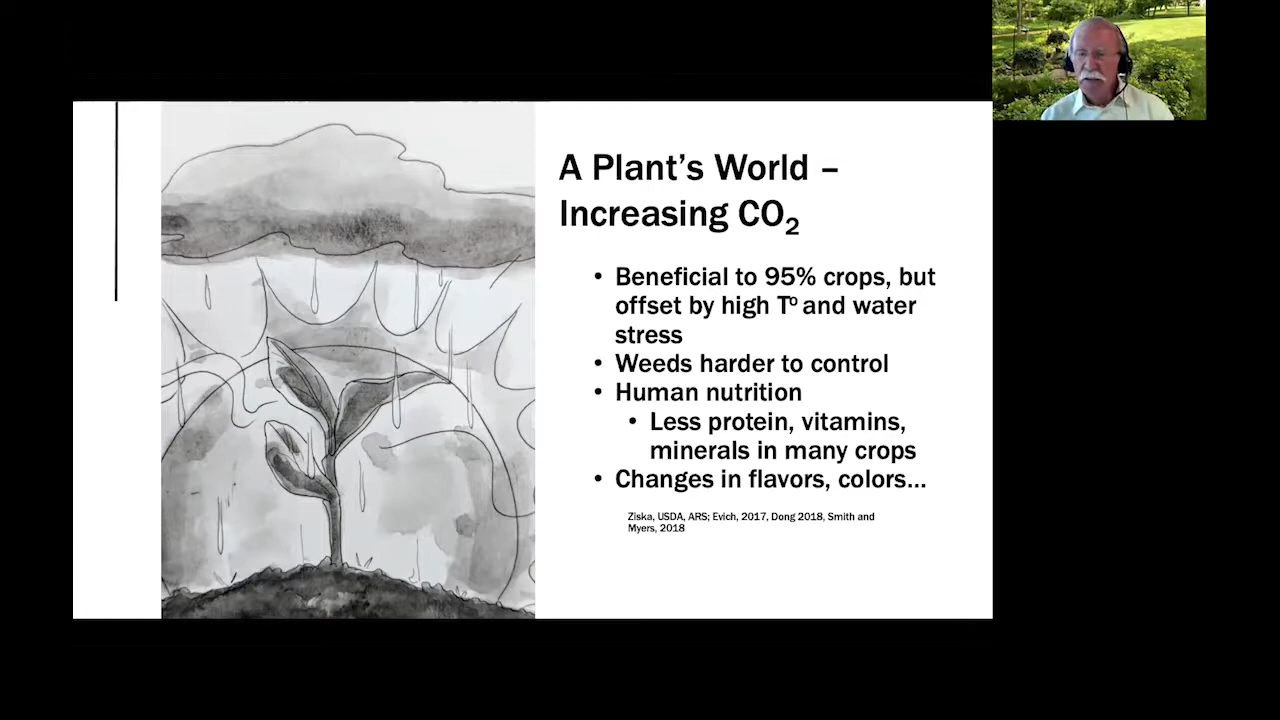 A Plant’s World –
Increasing CO₂
• Beneficial to 95% crops, but
offset by high Tº and water
stress
• Weeds harder to control
• Human nutrition
• Less protein, vitamins,
minerals in many crops
• Changes in flavors, colors…
Ziska, USDA, ARS; Evich, 2017, Dong 2018, Smith and
Myers, 2018